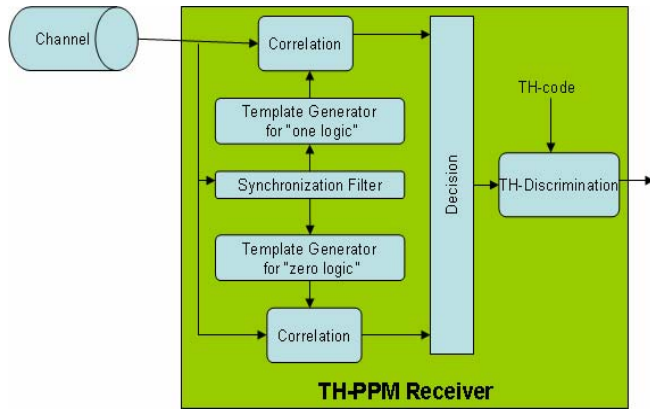 Channel
Correlation
Template Generator
for "one logic"
Synchronization Filter
Template Generator
for "zero logic"
Correlation
Decision
TH-code
TH-Discrimination
TH-PPM Receiver